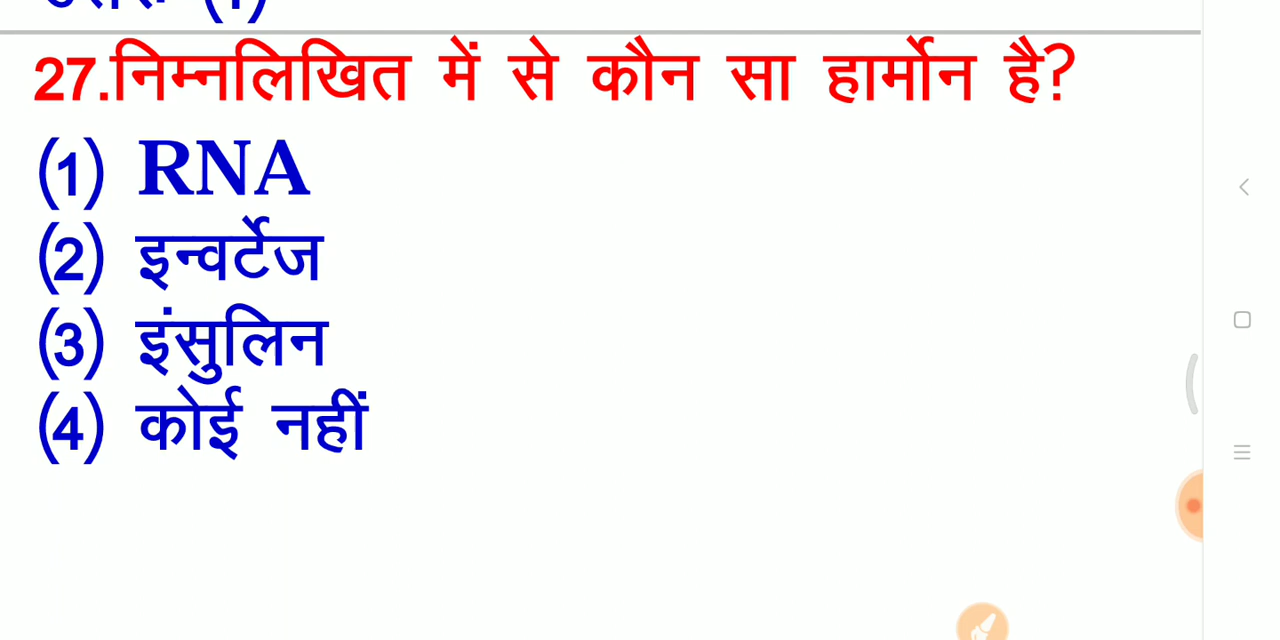 27.निम्नलिखित में से कौन सा हार्मोन है?
(1) RNA
(2) इन्वर्टेज
(3) इंसुलिन
(4) कोई नहीं